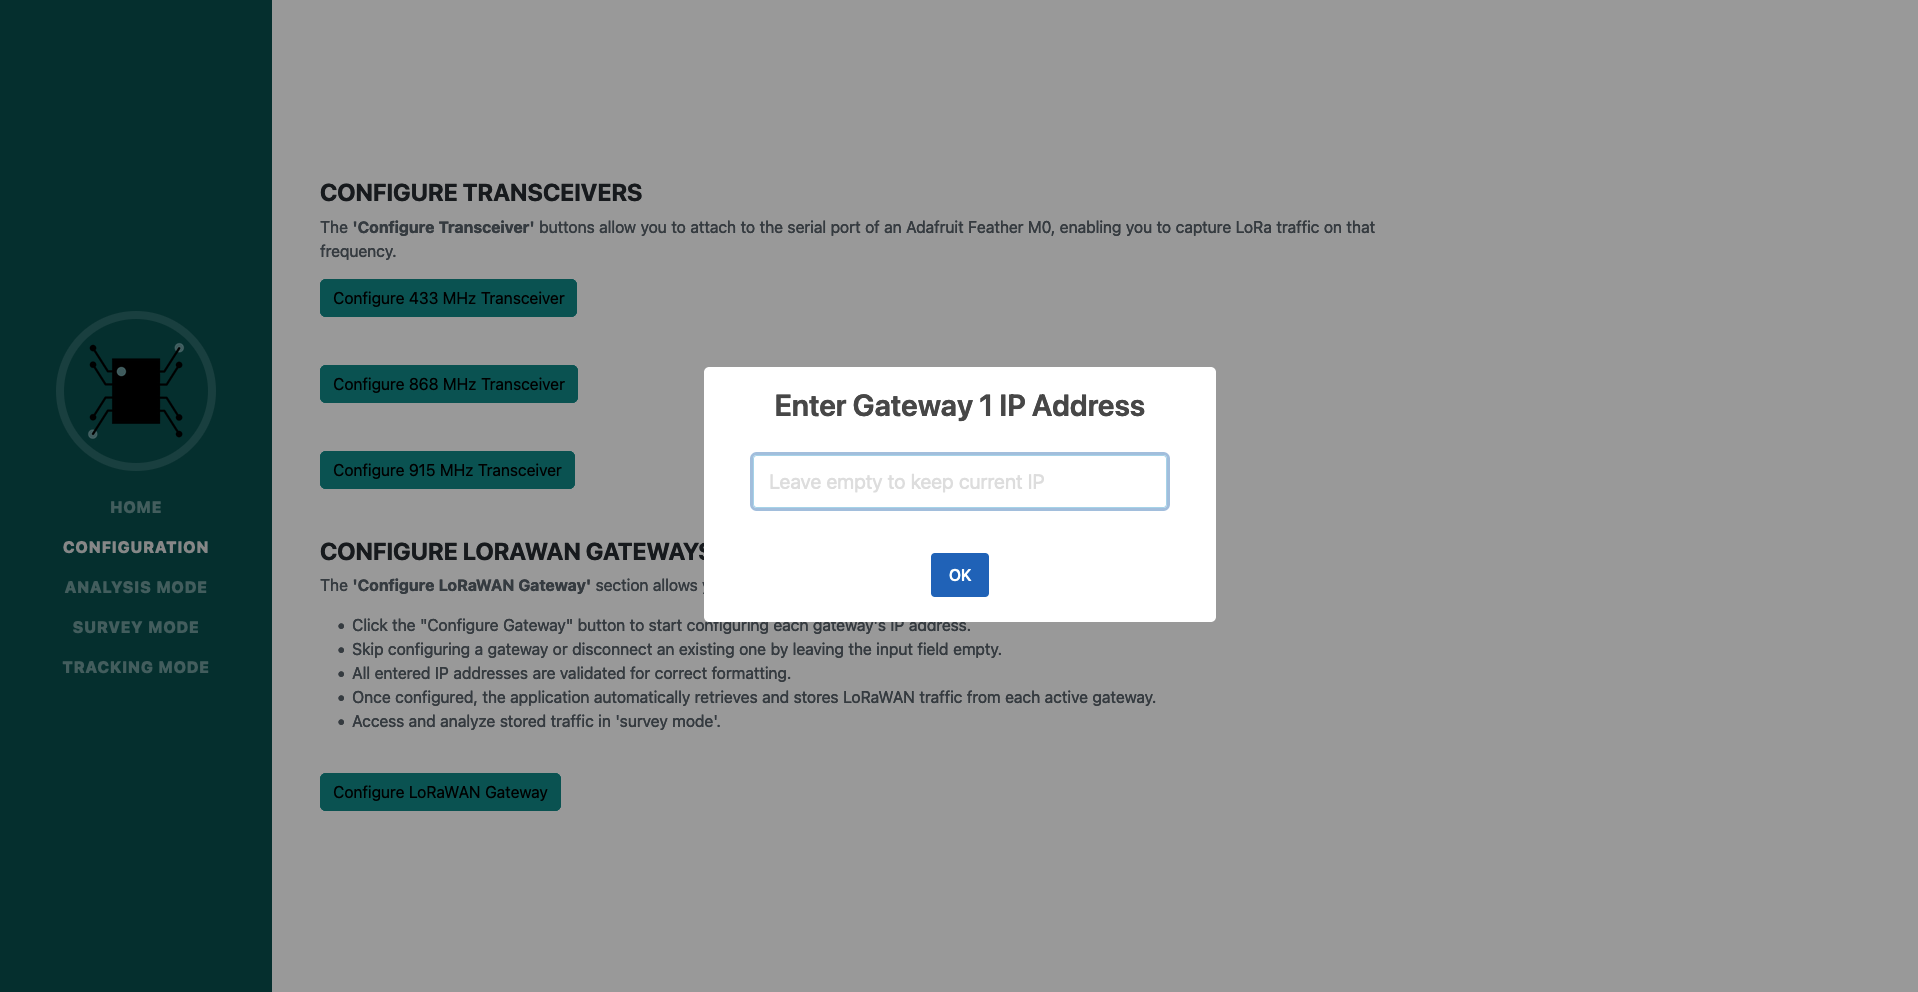 HOME
CONFIGURATION
ANALYSIS MODE
SURVEY MODE
TRACKING MODE
CONFIGURE TRANSCEIVERS
The 'Configure Transceiver' buttons allow you to attach to the serial port of an Adafruit Feather M0, enabling you to capture LoRa traffic on that
frequency.
Configure 433 MHz Transceiver
Configure 868 MHz Transceiver
Configure 915 MHz Transceiver
CONFIGURE LORAWAN GATEWAYS
The 'Configure LoRaWAN Gateway' section allows
Click the "Configure Gateway" button to start configuring each gateway's IP address.
Skip configuring a gateway or disconnect an existing one by leaving the input field empty.
All entered IP addresses are validated for correct formatting.
Once configured, the application automatically retrieves and stores LoRaWAN traffic from each active gateway.
Access and analyze stored traffic in 'survey mode'.
Configure LoRaWAN Gateway
Enter Gateway 1 IP Address
Leave empty to keep current IP
OK